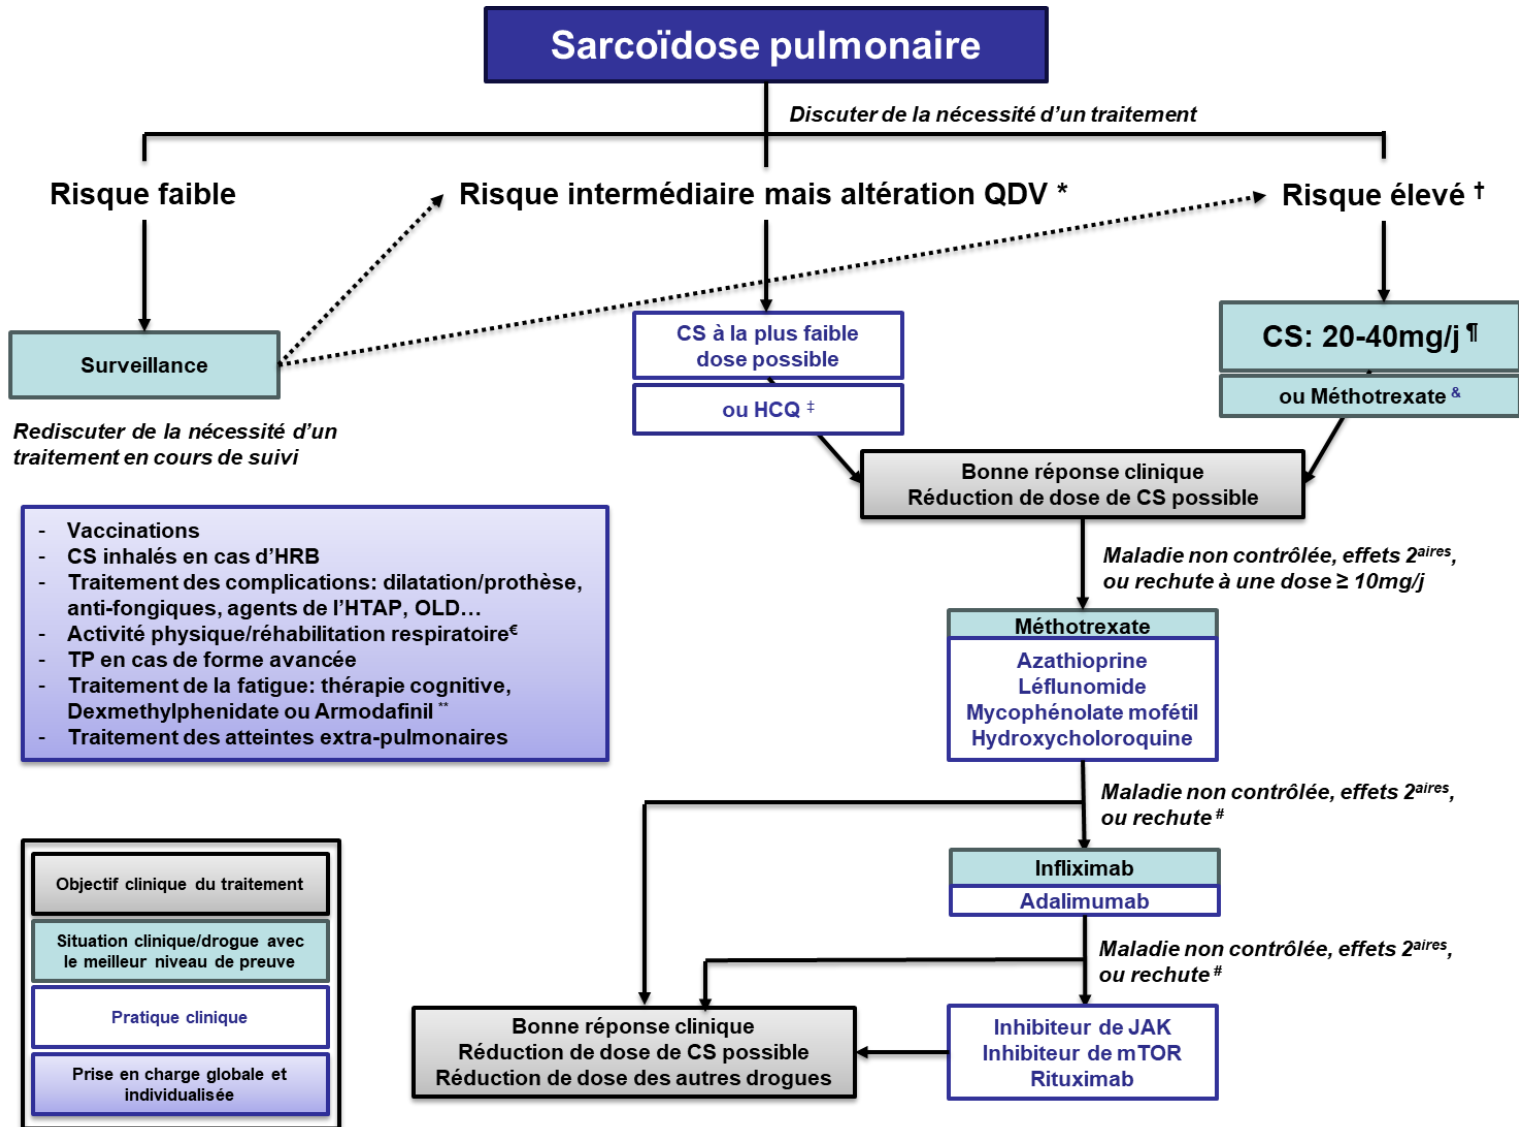 Sarcoïdose pulmonaire
Discuter de la nécessité d'un traitement
Risque faible
Risque intermédiaire mais altération QDV *
Risque élevé †
Surveillance
CS à la plus faible
dose possible
ou HCQ ‡
CS: 20-40mg/j ¶
ou Méthotrexate &
Rediscuter de la nécessité d'un
traitement en cours de suivi
Bonne réponse clinique
Réduction de dose de CS possible
- Vaccinations
- CS inhalés en cas d'HRB
- Traitement des complications: dilatation/prothèse,
anti-fongiques, agents de l'HTAP, OLD…
- Activité physique/réhabilitation respiratoire€
- TP en cas de forme avancée
- Traitement de la fatigue: thérapie cognitive,
Dexmethylphenidate ou Armodafinil **
- Traitement des atteintes extra-pulmonaires
Maladie non contrôlée, effets 2aires,
ou rechute à une dose ≥ 10mg/j
Méthotrexate
Azathioprine
Léflunomide
Mycophénolate mofétil
Hydroxycholoroquine
Maladie non contrôlée, effets 2aires,
ou rechute #
Infliximab
Adalimumab
Maladie non contrôlée, effets 2aires,
ou rechute #
Inhibiteur de JAK
Inhibiteur de mTOR
Rituximab
Bonne réponse clinique
Réduction de dose de CS possible
Réduction de dose des autres drogues
Objectif clinique du traitement
Situation clinique/drogue avec
le meilleur niveau de preuve
Pratique clinique
Prise en charge globale et
individualisée